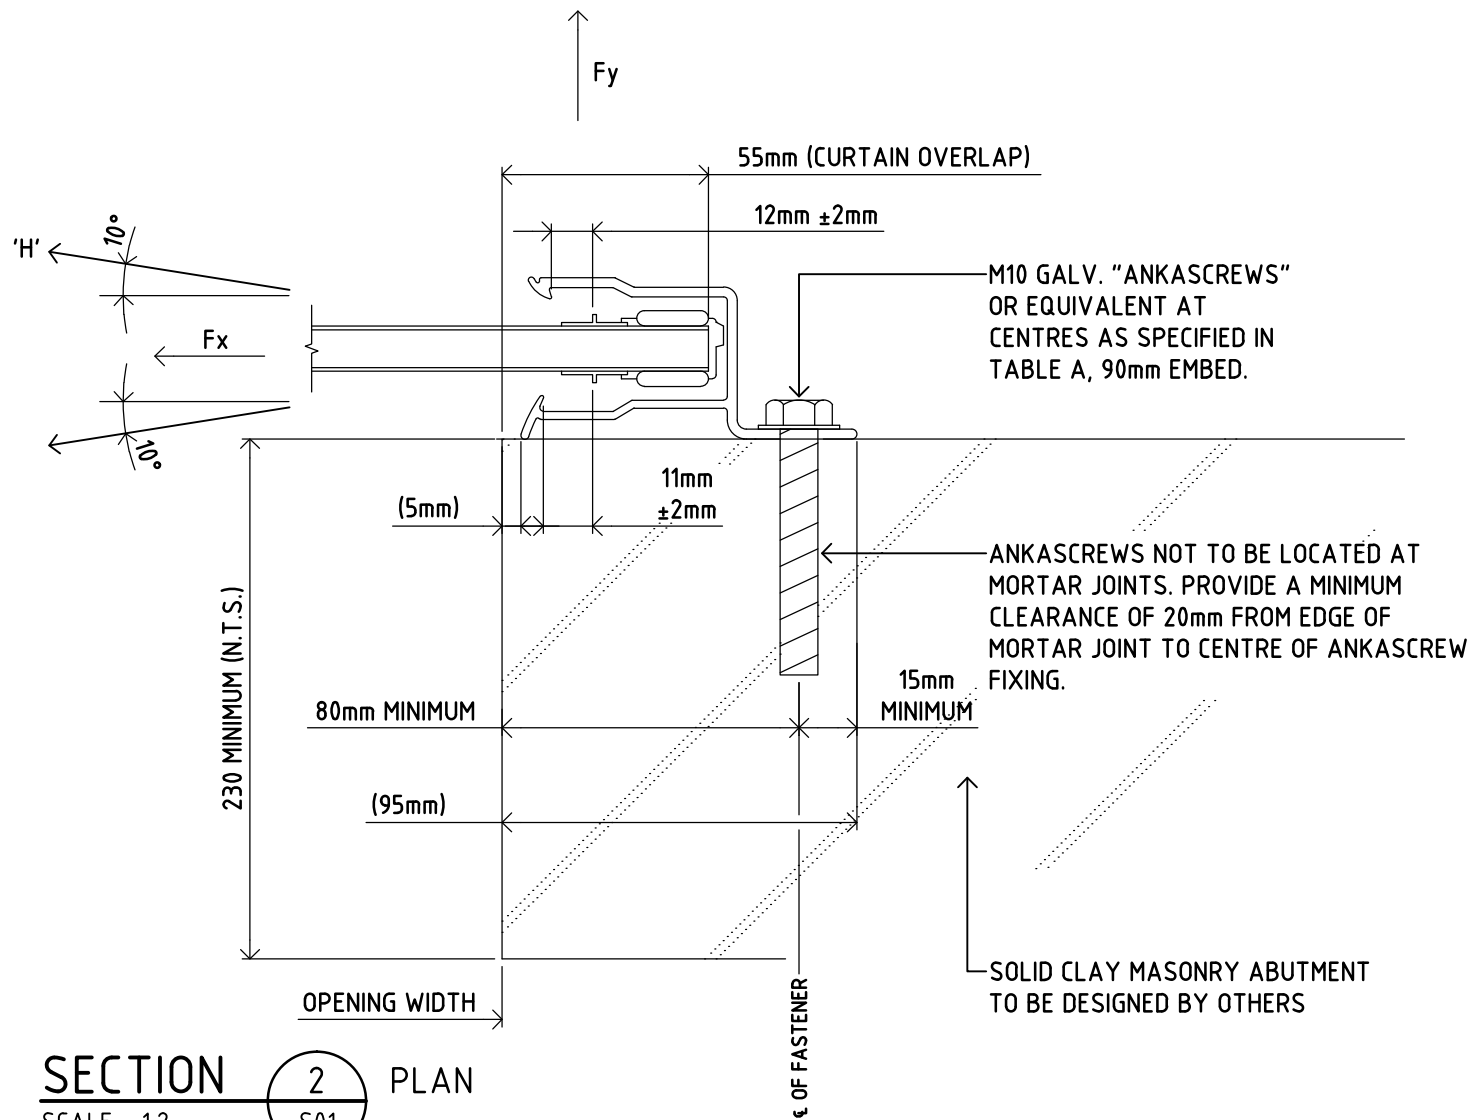 Fy
55mm (CURTAIN OVERLAP)
12mm ±2mm
10°
'H'
Fx
10°
M10 GALV. "ANKASCREWS"
OR EQUIVALENT AT
CENTRES AS SPECIFIED IN
TABLE A, 90mm EMBED.
11mm
±2mm
(5mm)
ANKASCREWS NOT TO BE LOCATED AT
MORTAR JOINTS. PROVIDE A MINIMUM
CLEARANCE OF 20mm FROM EDGE OF
MORTAR JOINT TO CENTRE OF ANKASCREW
FIXING.
230 MINIMUM (N.T.S.)
80mm MINIMUM
15mm
MINIMUM
(95mm)
SOLID CLAY MASONRY ABUTMENT
TO BE DESIGNED BY OTHERS
OPENING WIDTH
℄ OF FASTENER
SECTION
2
PLAN
S01